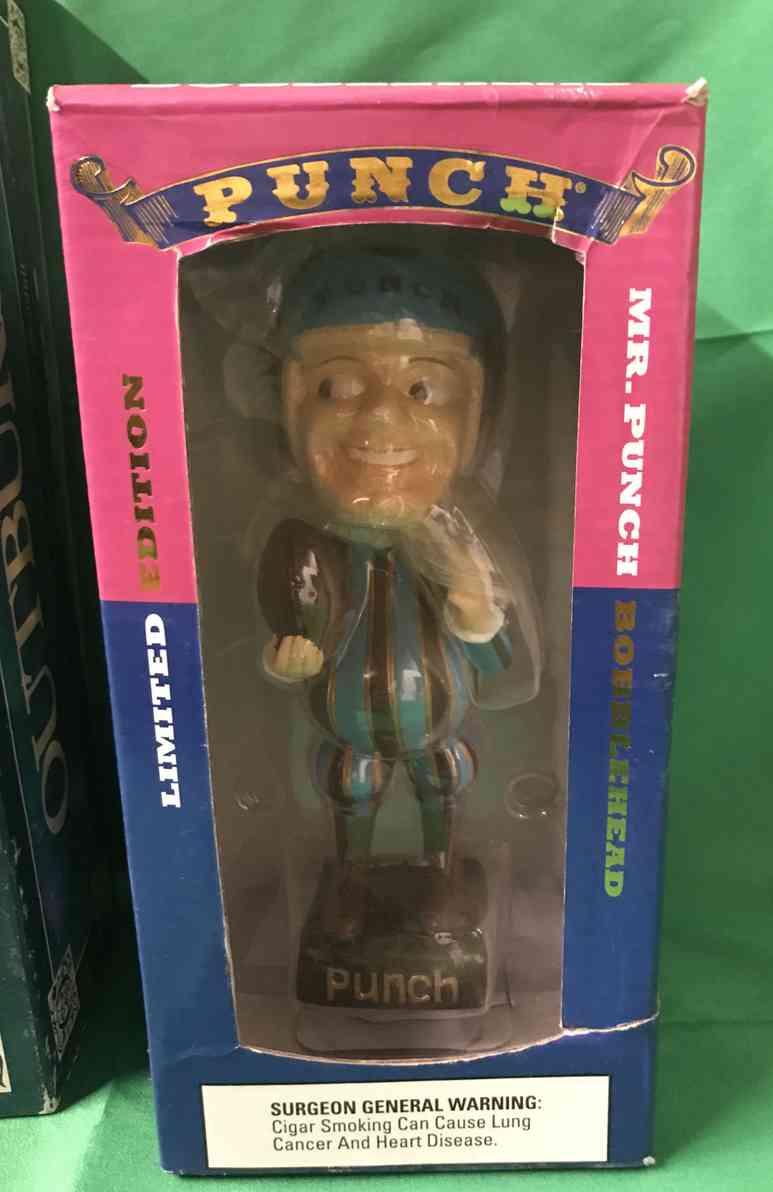 PUNCH®
PUNCH
LIMITED EDITION
MR. PUNCH BOBBLEHEAD
Punch
SURGEON GENERAL WARNING:
Cigar Smoking Can Cause Lung
Cancer And Heart Disease.